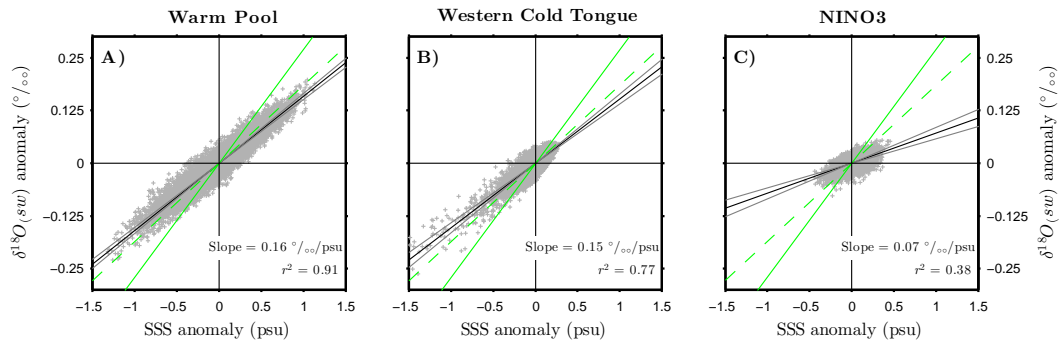 Warm Pool
Western Cold Tongue
NINO3
A)
B)
C)
δ¹⁸O(sw) anomaly (°/∘∘)
0.25
0.125
0
−0.125
−0.25
Slope = 0.16 °/∘∘/psu
r² = 0.91
Slope = 0.15 °/∘∘/psu
r² = 0.77
Slope = 0.07 °/∘∘/psu
r² = 0.38
0.25
0.125
0
−0.125
−0.25
δ¹⁸O(sw) anomaly (°/∘∘)
−1.5 −1 −0.5 0 0.5 1 1.5
−1.5 −1 −0.5 0 0.5 1 1.5
−1.5 −1 −0.5 0 0.5 1 1.5
SSS anomaly (psu)
SSS anomaly (psu)
SSS anomaly (psu)